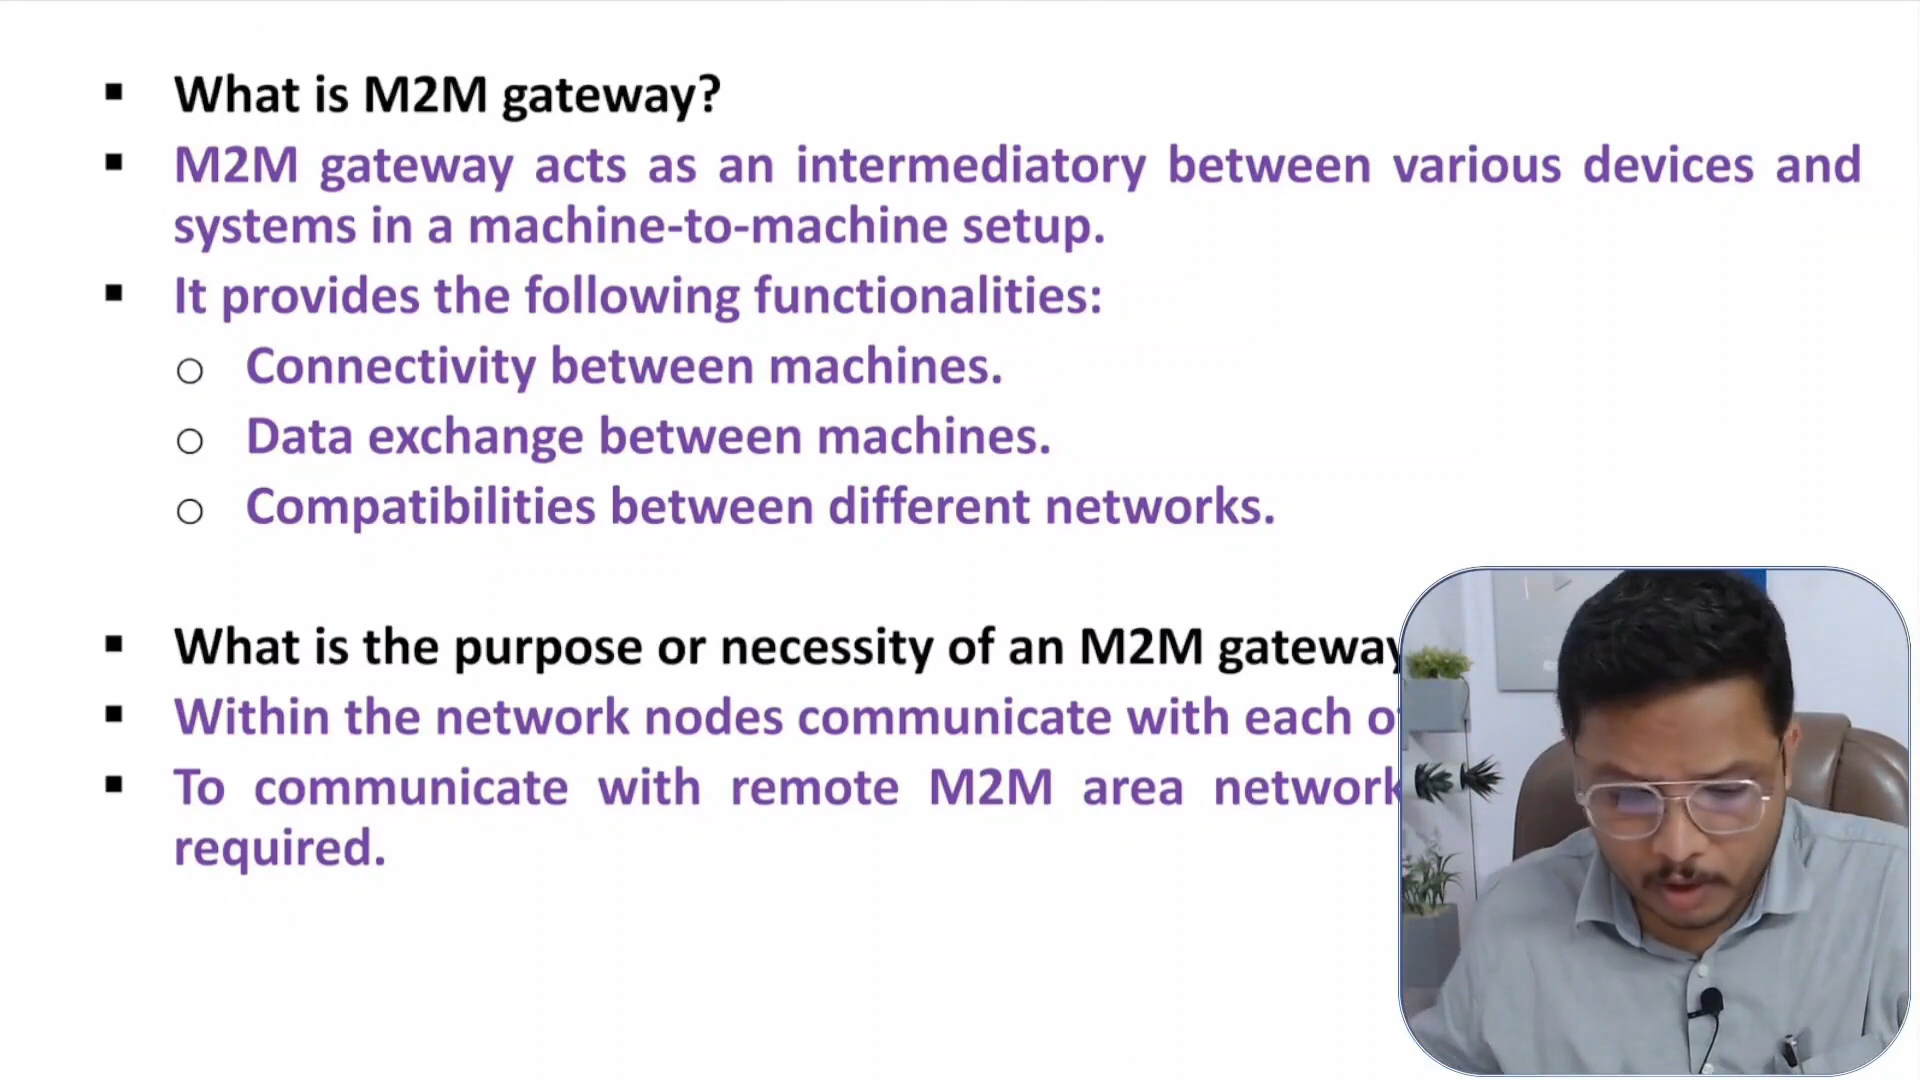 ▪ What is M2M gateway?
▪ M2M gateway acts as an intermediatory between various devices and
systems in a machine-to-machine setup.
▪ It provides the following functionalities:
o Connectivity between machines.
o Data exchange between machines.
o Compatibilities between different networks.
▪ What is the purpose or necessity of an M2M gateway
▪ Within the network nodes communicate with each
▪ To communicate with remote M2M area network
required.